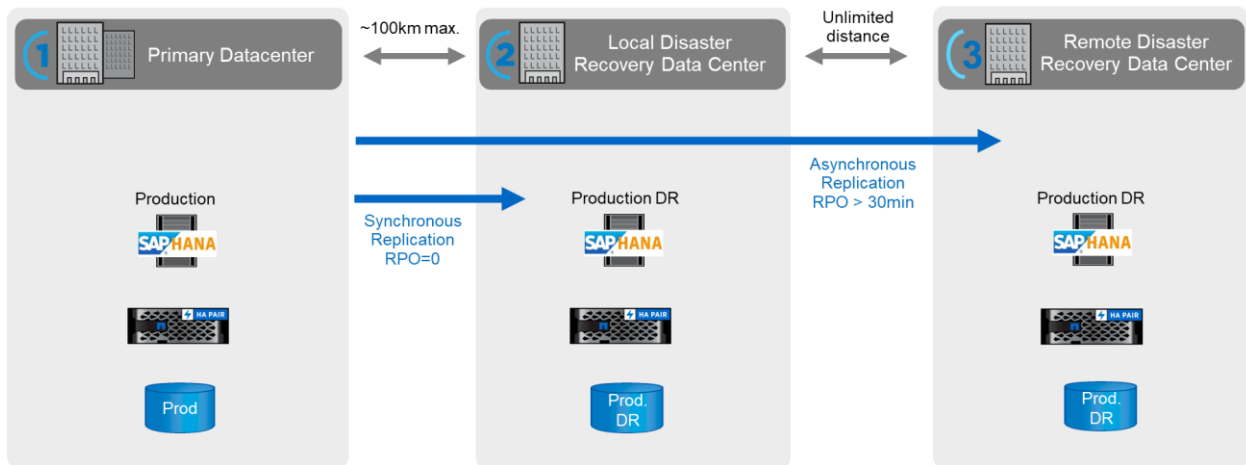 1
Primary Datacenter
~100km max.
2
Local Disaster
Recovery Data Center
Unlimited
distance
3
Remote Disaster
Recovery Data Center
Asynchronous
Replication
RPO > 30min
Synchronous
Replication
RPO=0
Production
SAP HANA
HA PAIR
Prod
Production DR
SAP HANA
HA PAIR
Prod.
DR
Production DR
SAP HANA
HA PAIR
Prod.
DR